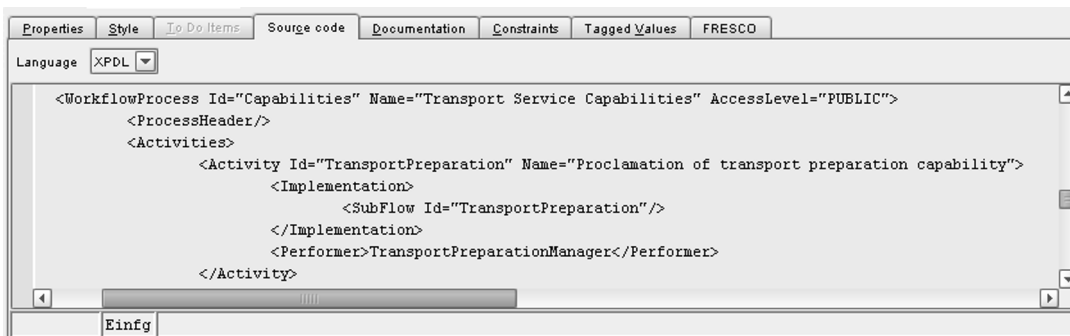 Properties Style To Do Items Source code Documentation Constraints Tagged Values FRESCO
Language XPDL
<WorkflowProcess Id="Capabilities" Name="Transport Service Capabilities" AccessLevel="PUBLIC">
<ProcessHeader/>
<Activities>
<Activity Id="TransportPreparation" Name="Proclamation of transport preparation capability">
<Implementation>
<SubFlow Id="TransportPreparation"/>
</Implementation>
<Performer>TransportPreparationManager</Performer>
</Activity>
Einfg